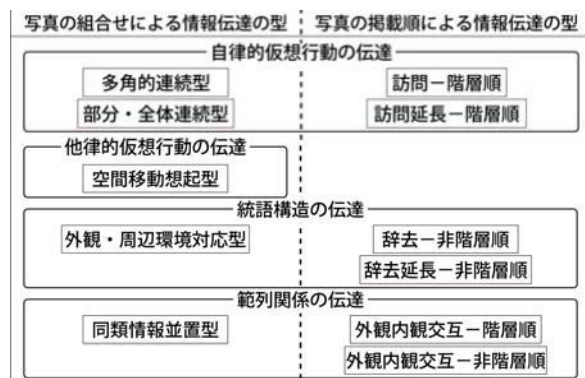 写真の組合せによる情報伝達の型 写真の掲載順による情報伝達の型
自律的仮想行動の伝達
多角的連続型 訪問－階層順
部分・全体連続型 訪問延長－階層順
他律的仮想行動の伝達
空間移動想起型
統語構造の伝達
外観・周辺環境対応型 辞去－非階層順
辞去延長－非階層順
範列関係の伝達
同類情報並置型 外観内観交互－階層順
外観内観交互－非階層順